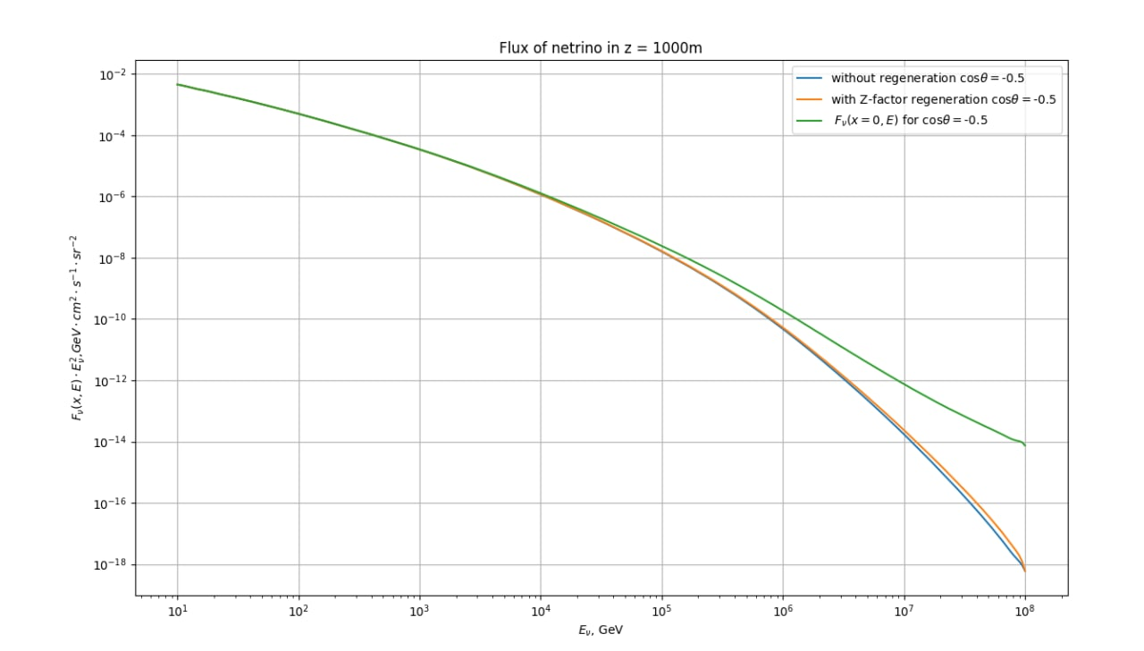 Flux of netrino in z = 1000m
without regeneration cosθ = -0.5
with Z-factor regeneration cosθ = -0.5
F_ν(x = 0, E) for cosθ = -0.5
10^−2
10^−4
10^−6
10^−8
10^−10
10^−12
10^−14
10^−16
10^−18
F_ν(x, E) · E_ν^2, GeV · cm^2 · s^−1 · sr^−2
10^1 10^2 10^3 10^4 10^5 10^6 10^7 10^8
E_ν, GeV